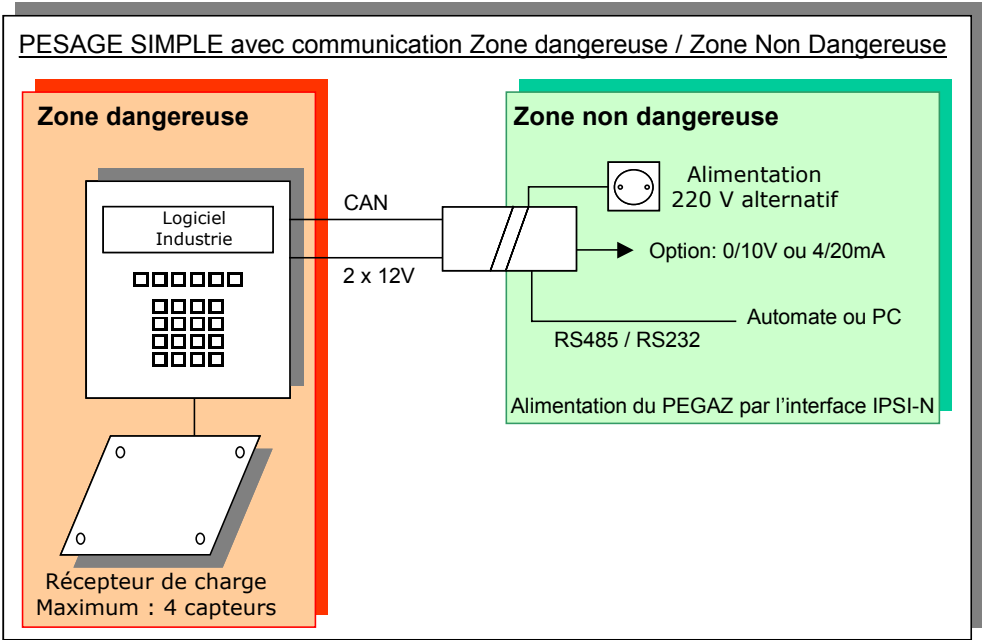 PESAGE SIMPLE avec communication Zone dangereuse / Zone Non Dangereuse
Zone dangereuse
Logiciel
Industrie
CAN
2 x 12V
Récepteur de charge
Maximum : 4 capteurs
Zone non dangereuse
Alimentation
220 V alternatif
Option: 0/10V ou 4/20mA
Automate ou PC
RS485 / RS232
Alimentation du PEGAZ par l'interface IPSI-N